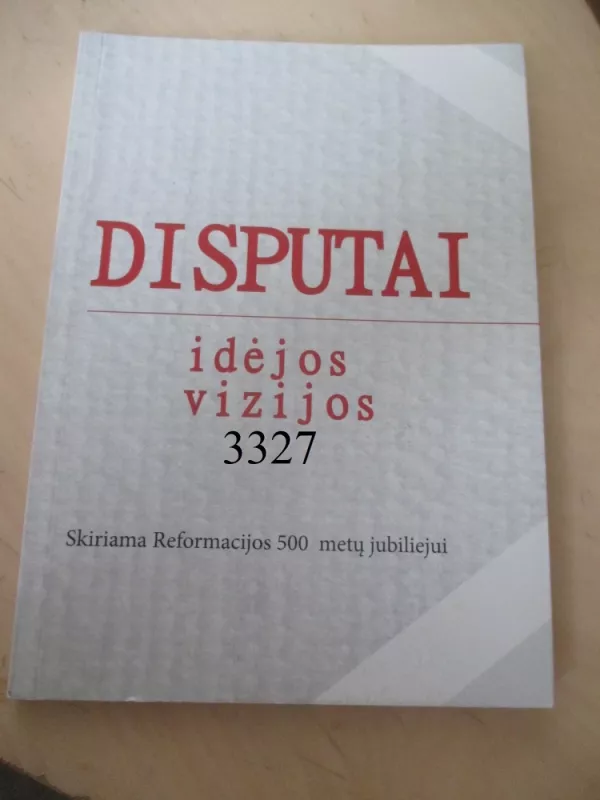 DISPUTAI
idėjos
vizijos
3327
Skiriama Reformacijos 500 metų jubiliejui